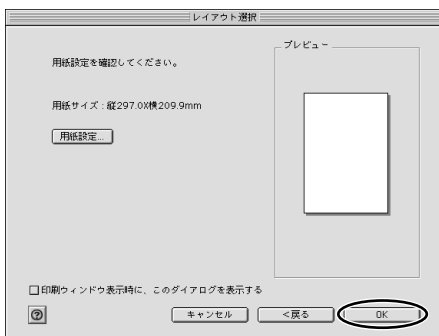 レイアウト選択
プレビュー
用紙設定を確認してください。
用紙サイズ：縦297.0X横209.9mm
用紙設定...
印刷ウィンドウ表示時に、このダイアログを表示する
?
キャンセル
<戻る
OK